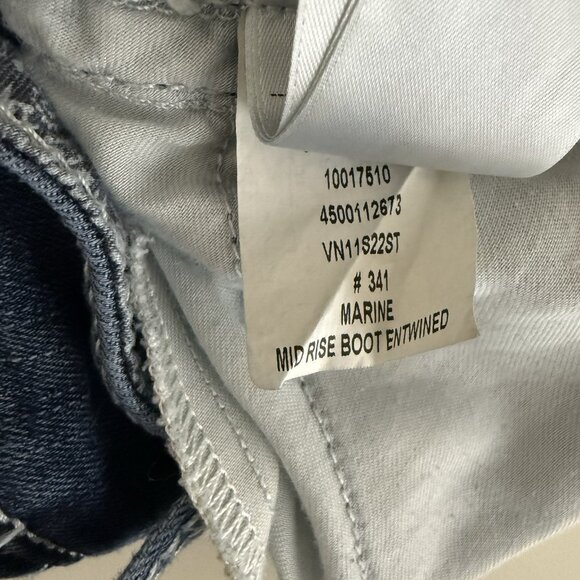 10017510
4500112673
VN11S22ST
# 341
MARINE
MID RISE BOOT ENTWINED